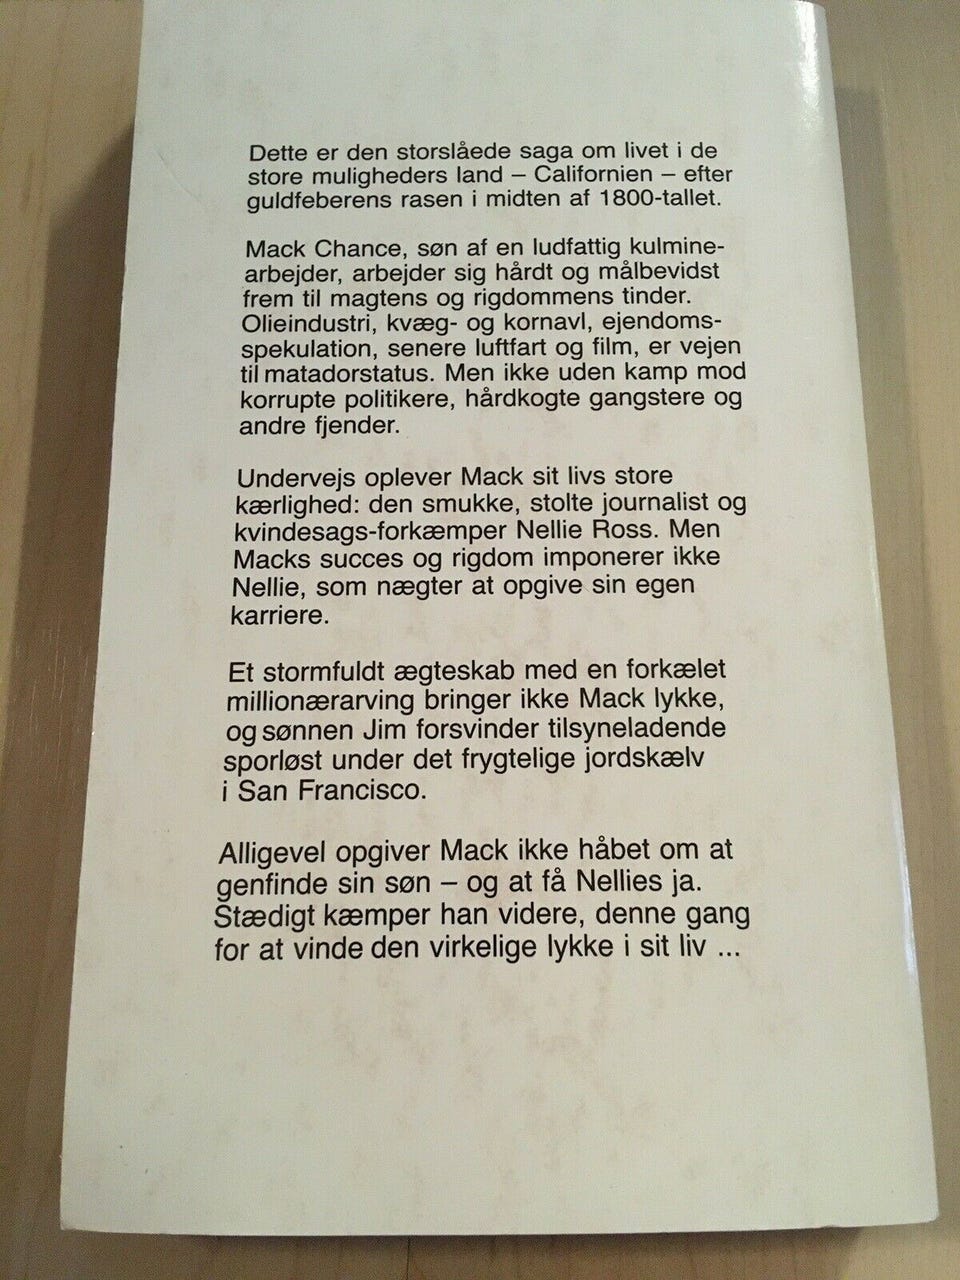 Dette er den storslåede saga om livet i de
store muligheders land – Californien – efter
guldfeberens rasen i midten af 1800-tallet.
Mack Chance, søn af en ludfattig kulmine-
arbejder, arbejder sig hårdt og målbevidst
frem til magtens og rigdommens tinder.
Olieindustri, kvæg- og kornavl, ejendoms-
spekulation, senere luftfart og film, er vejen
til matadorstatus. Men ikke uden kamp mod
korrupte politikere, hårdkogte gangstere og
andre fjender.
Undervejs oplever Mack sit livs store
kærlighed: den smukke, stolte journalist og
kvindesags-forkæmper Nellie Ross. Men
Macks succes og rigdom imponerer ikke
Nellie, som nægter at opgive sin egen
karriere.
Et stormfuldt ægteskab med en forkælet
millionærarving bringer ikke Mack lykke,
og sønnen Jim forsvinder tilsyneladende
sporløst under det frygtelige jordskælv
i San Francisco.
Alligevel opgiver Mack ikke håbet om at
genfinde sin søn – og at få Nellies ja.
Stædigt kæmper han videre, denne gang
for at vinde den virkelige lykke i sit liv ...